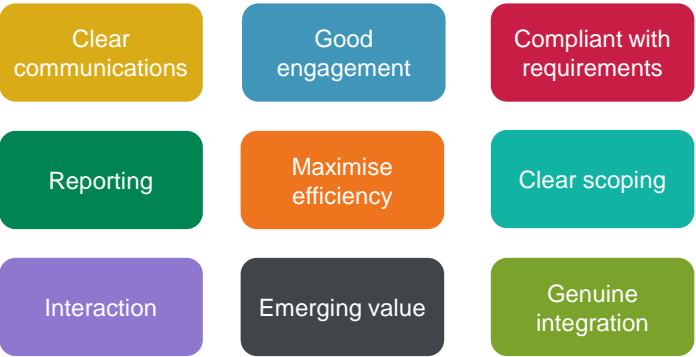 Clear
communications
Good
engagement
Compliant with
requirements
Reporting
Maximise
efficiency
Clear scoping
Interaction
Emerging value
Genuine
integration